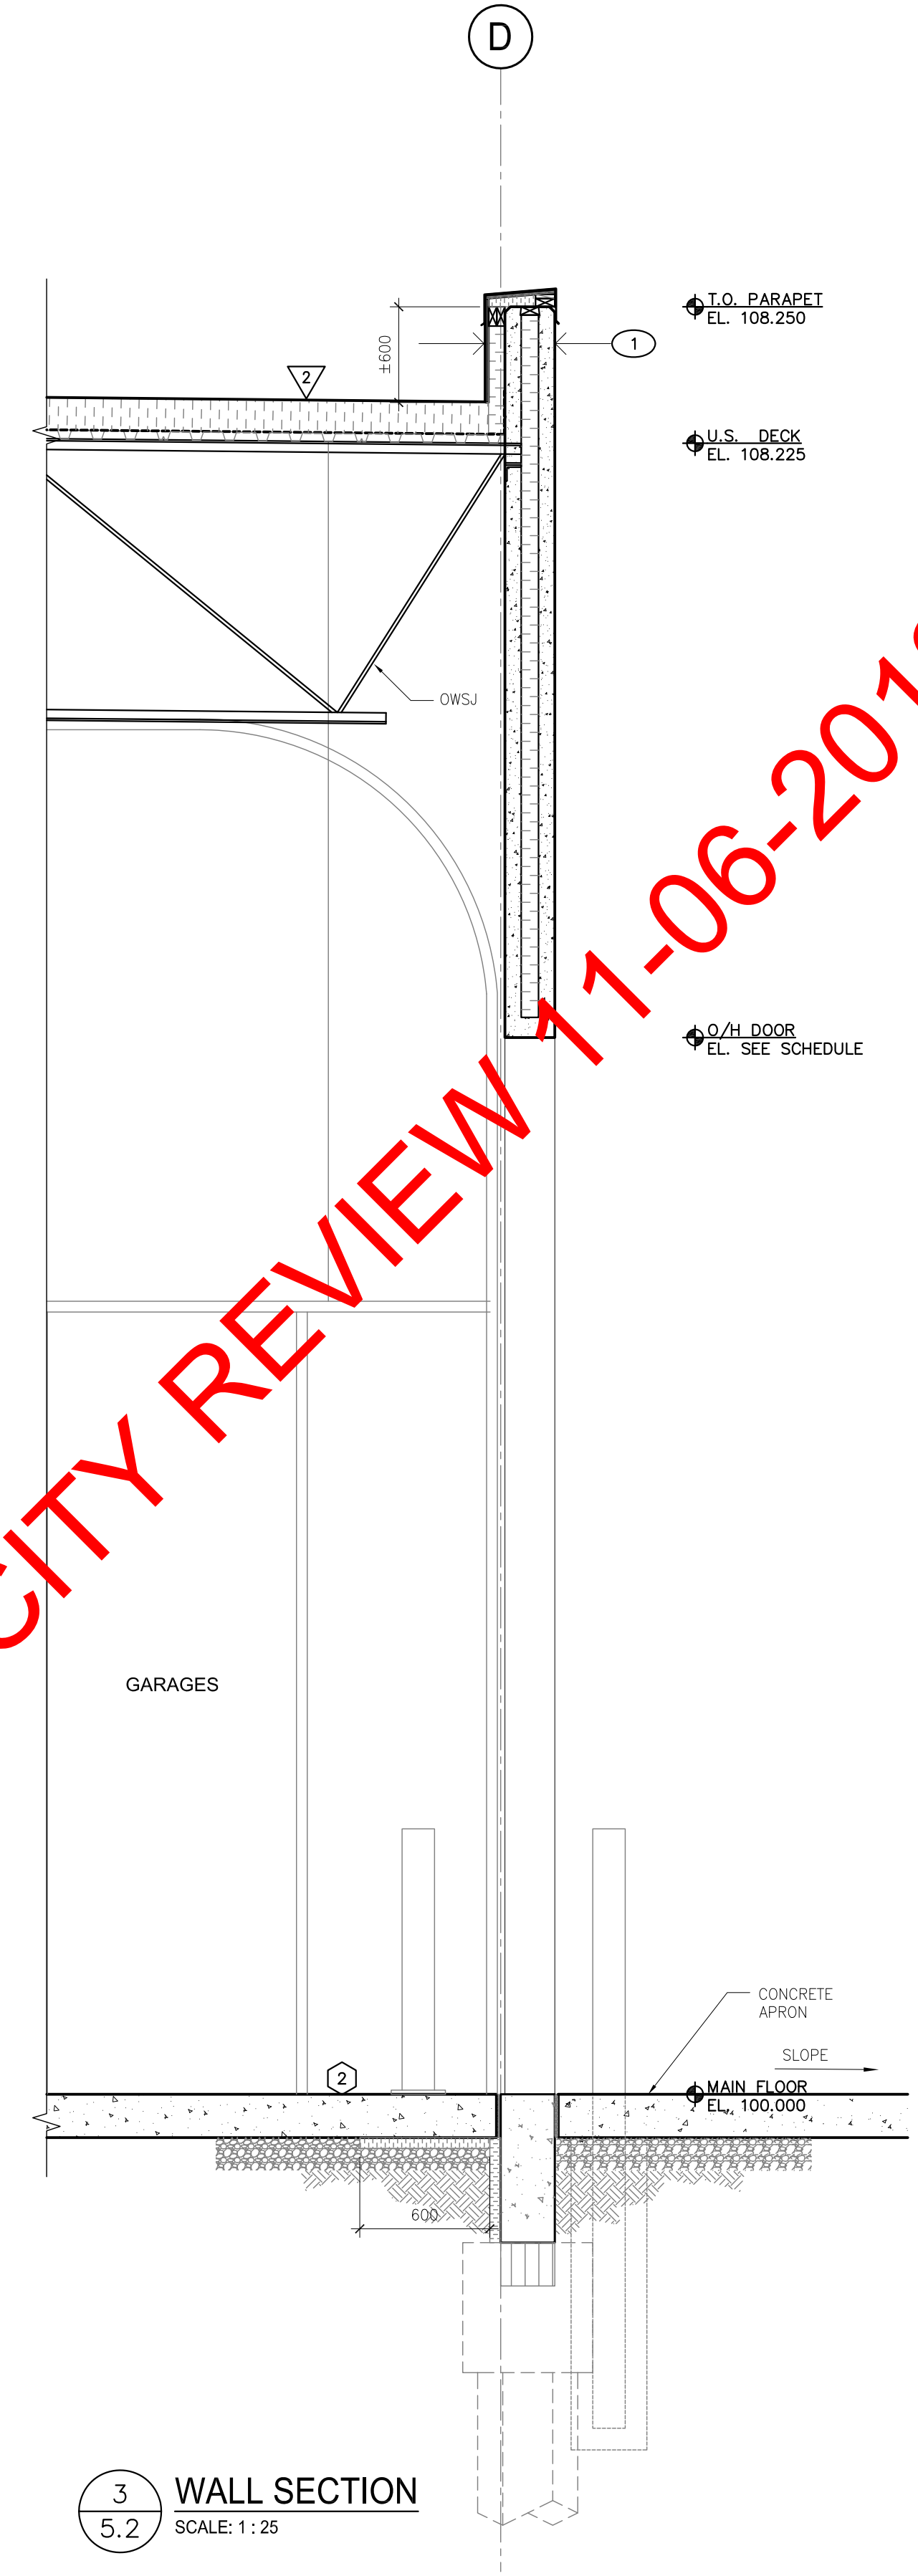 D
T.O. PARAPET
EL. 108.250
±600
1
2
U.S. DECK
EL. 108.225
OWSJ
O/H DOOR
EL. SEE SCHEDULE
CITY REVIEW 11-06-201
GARAGES
CONCRETE
APRON
SLOPE
2
MAIN FLOOR
EL. 100.000
600
3
5.2
WALL SECTION
SCALE: 1 : 25